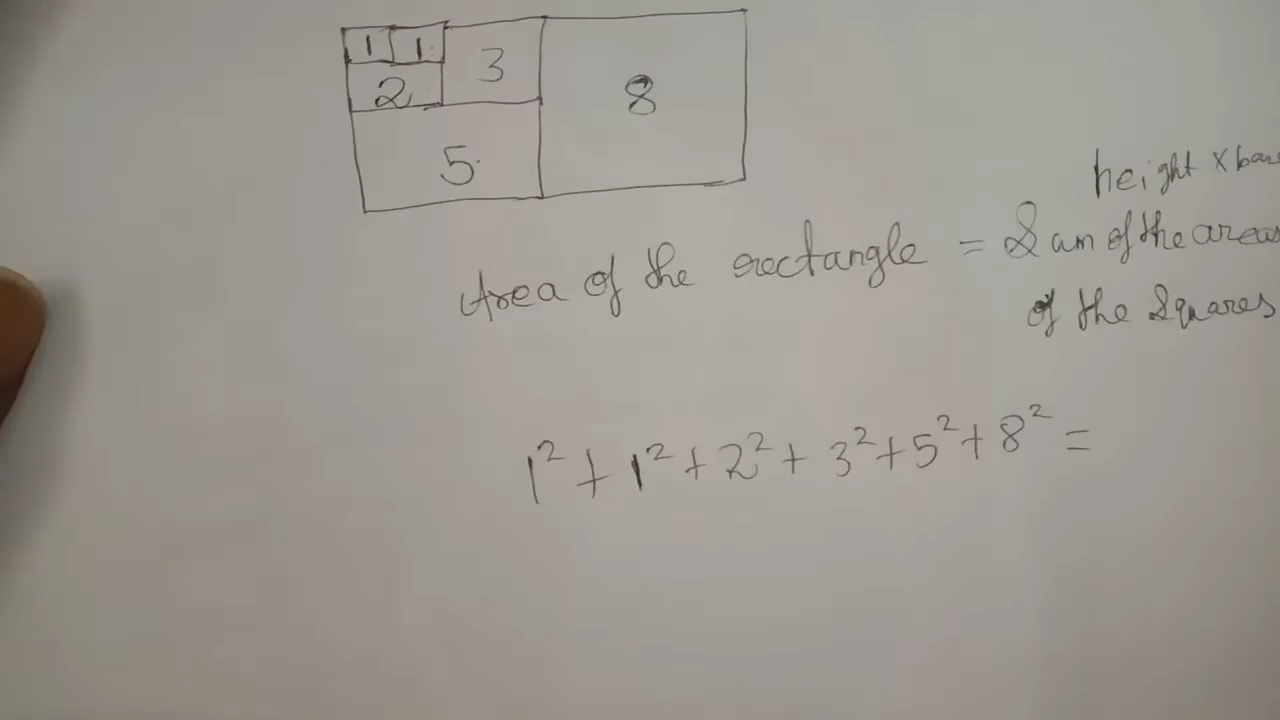 1 1 3
8
2
5
height x
Area of the rectangle = Sum of the areas
of the Squares
1² + 1² + 2² + 3² + 5² + 8² =